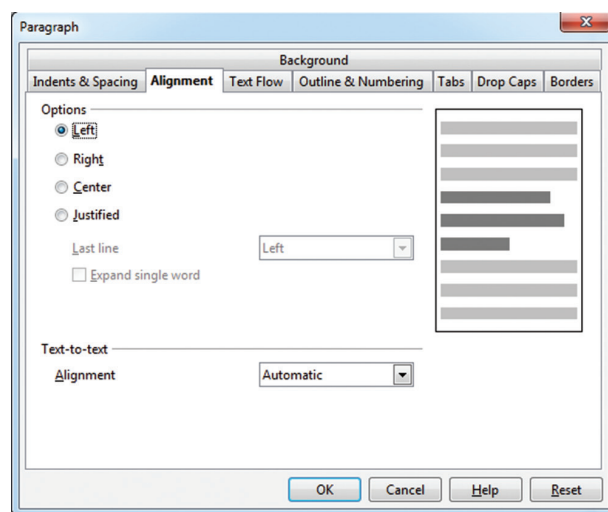 Paragraph
x
Background
Indents & Spacing Alignment Text Flow Outline & Numbering Tabs Drop Caps Borders
Options
Left
Right
Center
Justified
Last line Left
Expand single word
Text-to-text
Alignment Automatic
OK Cancel Help Reset